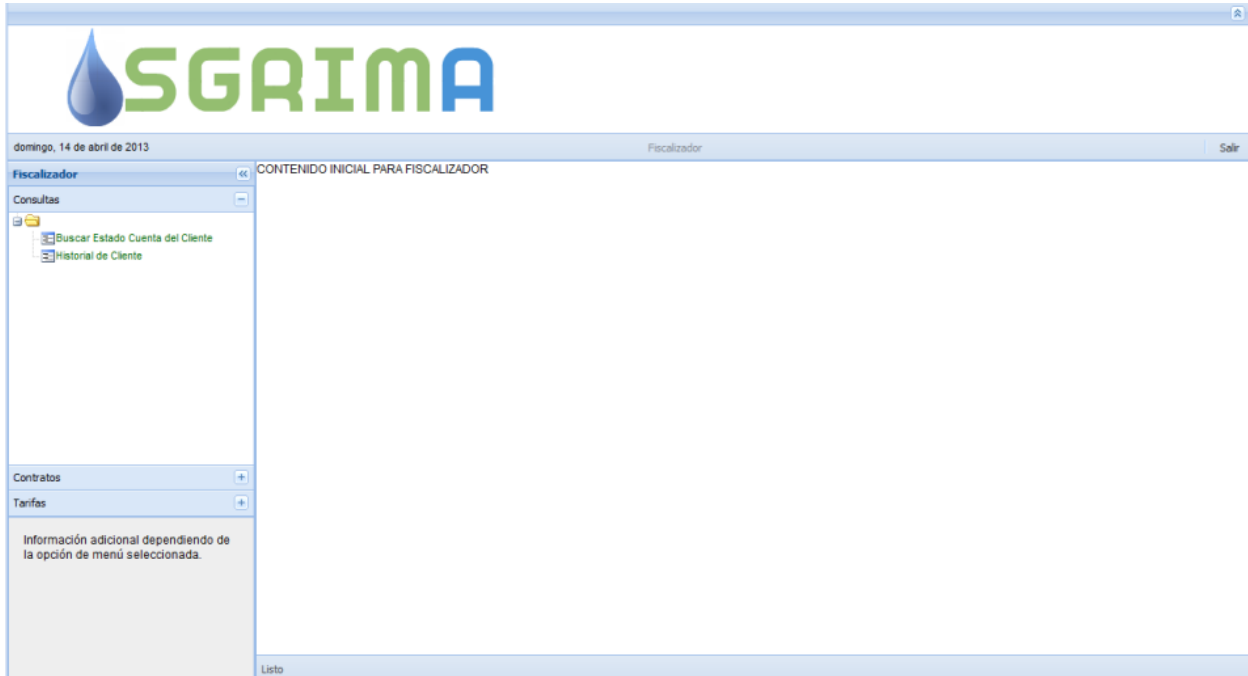 SGRIMA
domingo, 14 de abril de 2013
Fiscalizador
Salir
Fiscalizador
Consultas
Buscar Estado Cuenta del Cliente
Historial de Cliente
Contratos
Tarifas
Información adicional dependiendo de
la opción de menú seleccionada.
CONTENIDO INICIAL PARA FISCALIZADOR
Listo